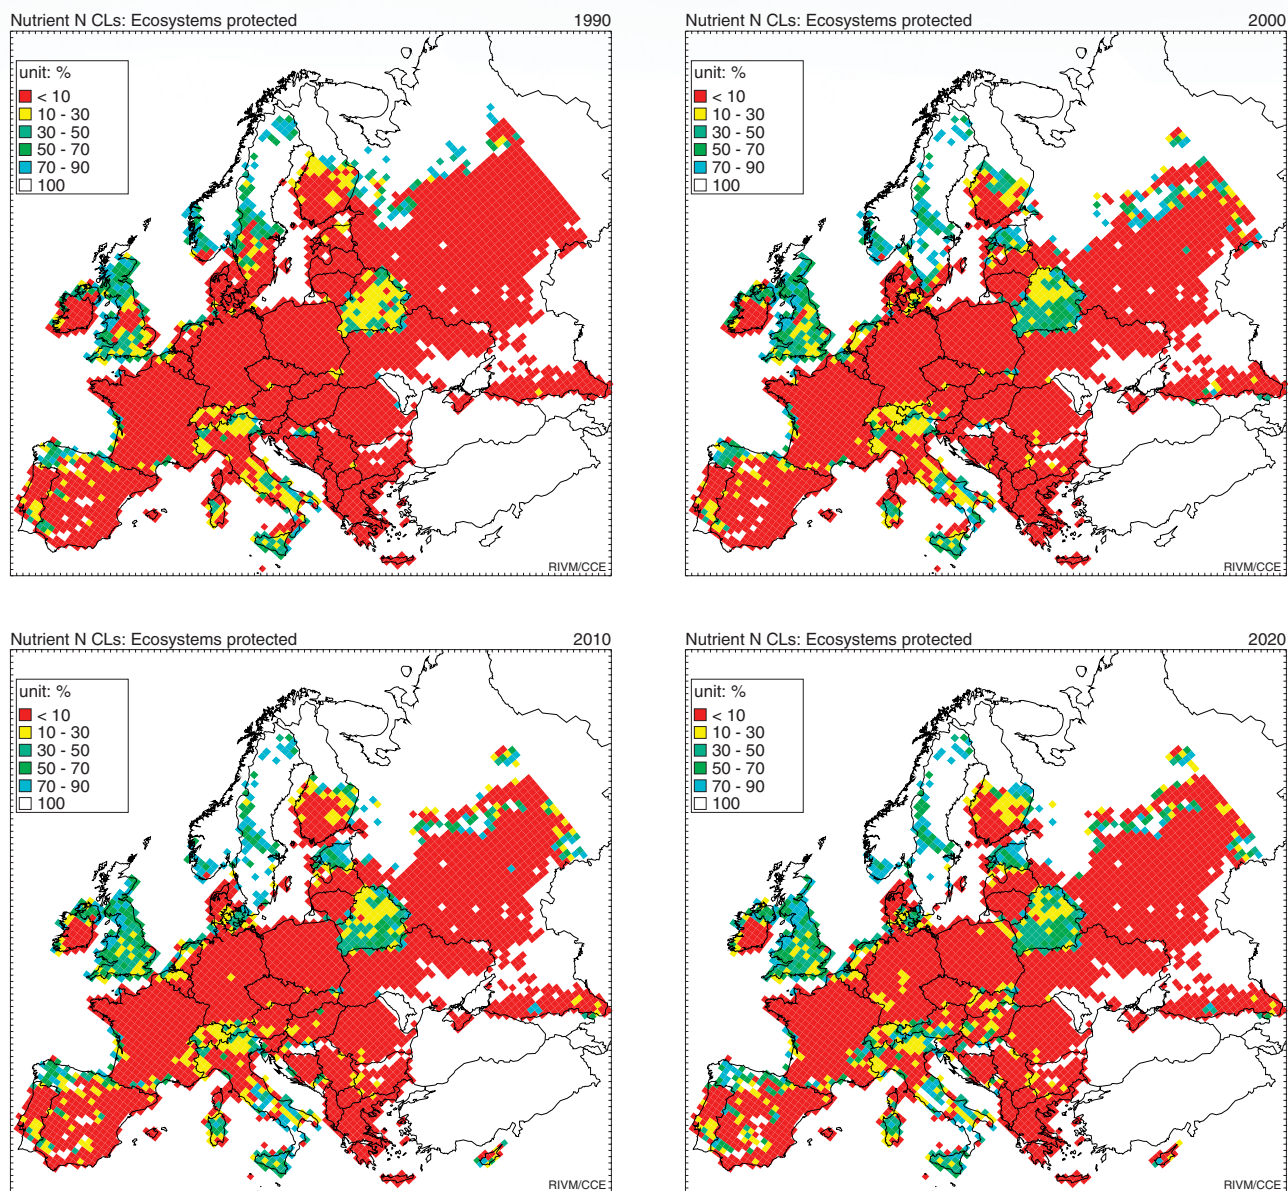 Nutrient N CLs: Ecosystems protected 1990
unit: %
< 10
10 - 30
30 - 50
50 - 70
70 - 90
100
RIVM/CCE
Nutrient N CLs: Ecosystems protected 2000
unit: %
< 10
10 - 30
30 - 50
50 - 70
70 - 90
100
RIVM/CCE
Nutrient N CLs: Ecosystems protected 2010
unit: %
< 10
10 - 30
30 - 50
50 - 70
70 - 90
100
RIVM/CCE
Nutrient N CLs: Ecosystems protected 2020
unit: %
< 10
10 - 30
30 - 50
50 - 70
70 - 90
100
RIVM/CCE